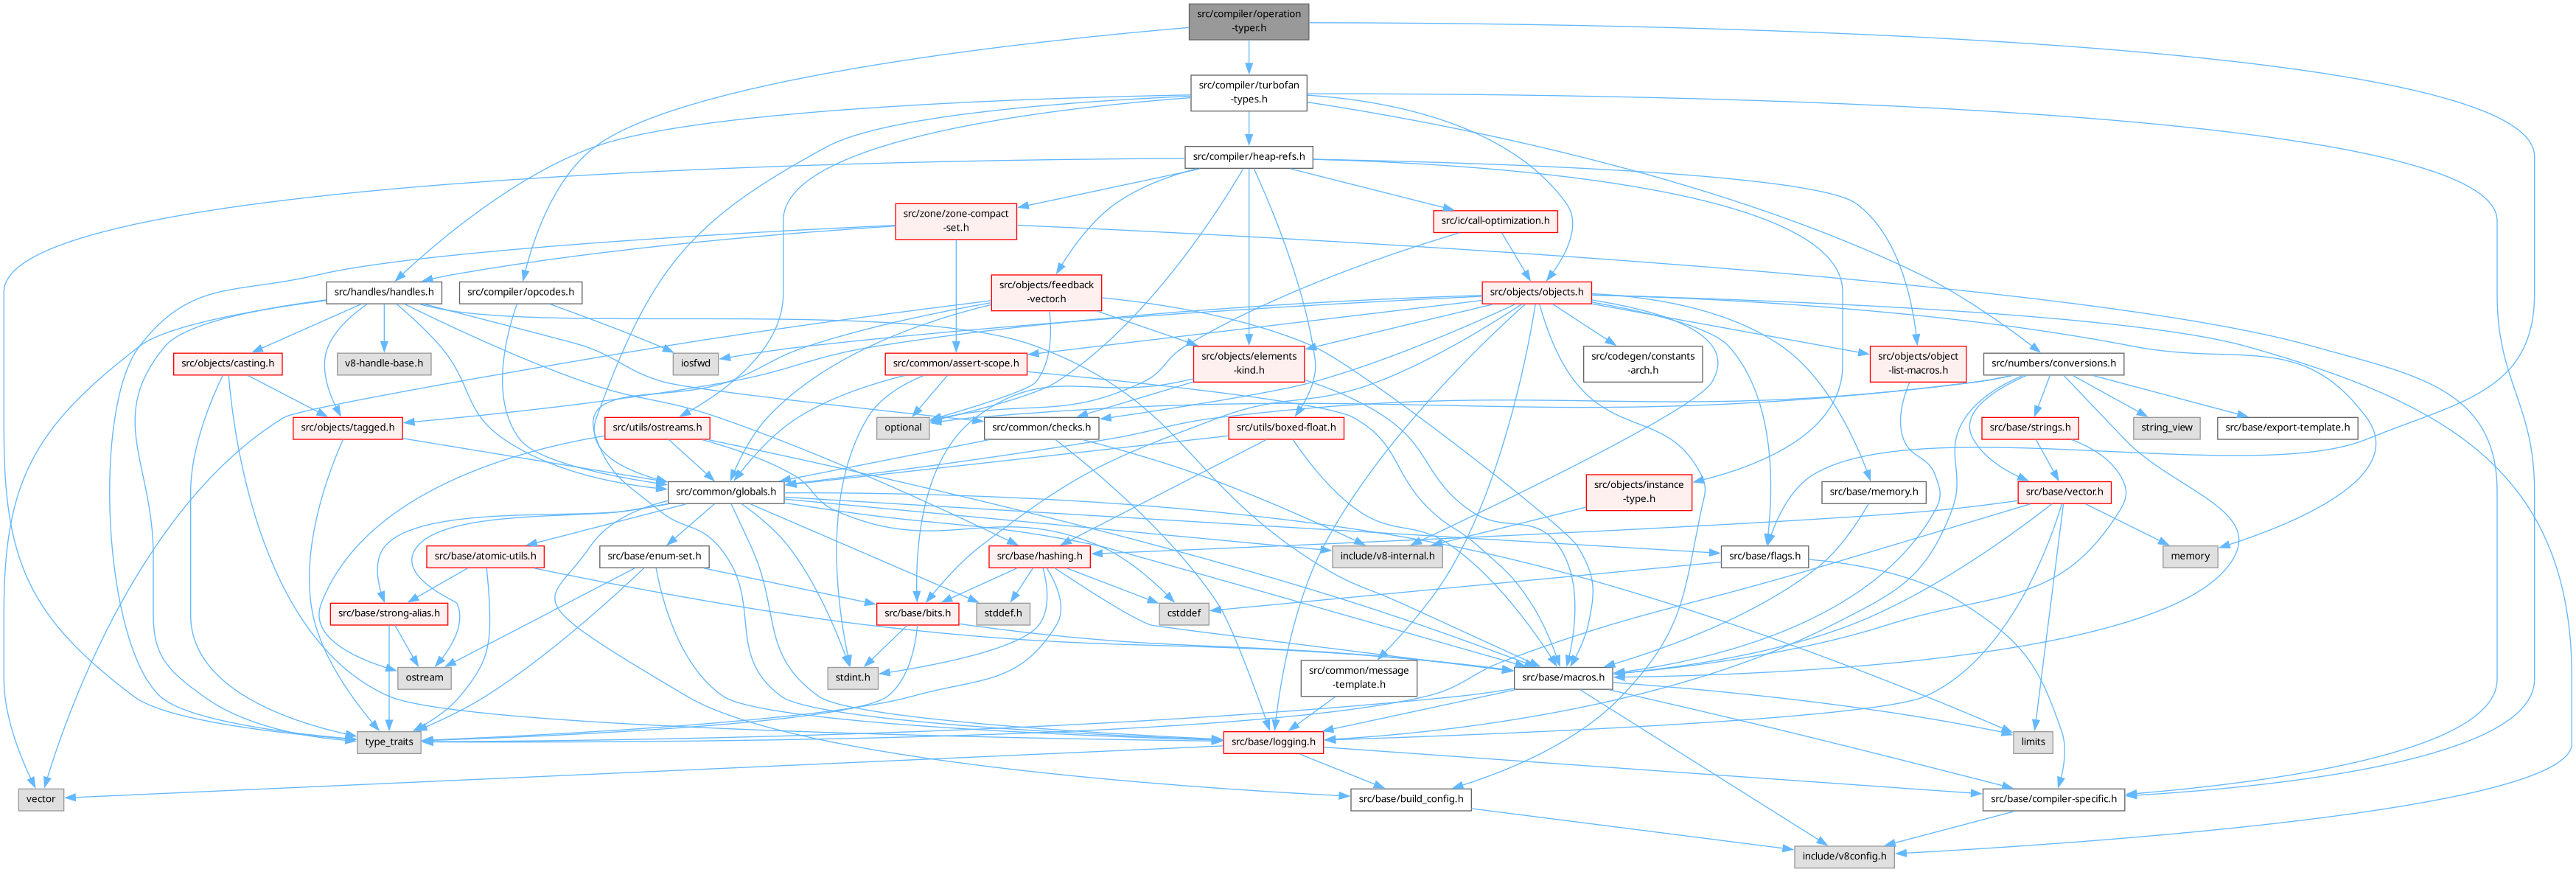 src/compiler/operation
-typer.h
src/compiler/turbofan
-types.h
src/compiler/heap-refs.h
src/zone/zone-compact
-set.h
src/ic/call-optimization.h
src/handles/handles.h
src/compiler/opcodes.h
src/objects/feedback
-vector.h
src/objects/objects.h
src/objects/casting.h
v8-handle-base.h
iosfwd
src/common/assert-scope.h
src/objects/elements
-kind.h
src/codegen/constants
-arch.h
src/objects/object
-list-macros.h
src/numbers/conversions.h
src/objects/tagged.h
src/utils/ostreams.h
optional
src/common/checks.h
src/utils/boxed-float.h
src/base/strings.h
string_view
src/base/export-template.h
src/common/globals.h
src/objects/instance
-type.h
src/base/memory.h
src/base/vector.h
src/base/atomic-utils.h
src/base/enum-set.h
src/base/hashing.h
include/v8-internal.h
src/base/flags.h
memory
src/base/strong-alias.h
src/base/bits.h
stddef.h
cstddef
ostream
stdint.h
src/common/message
-template.h
src/base/macros.h
type_traits
src/base/logging.h
limits
vector
src/base/build_config.h
src/base/compiler-specific.h
include/v8config.h